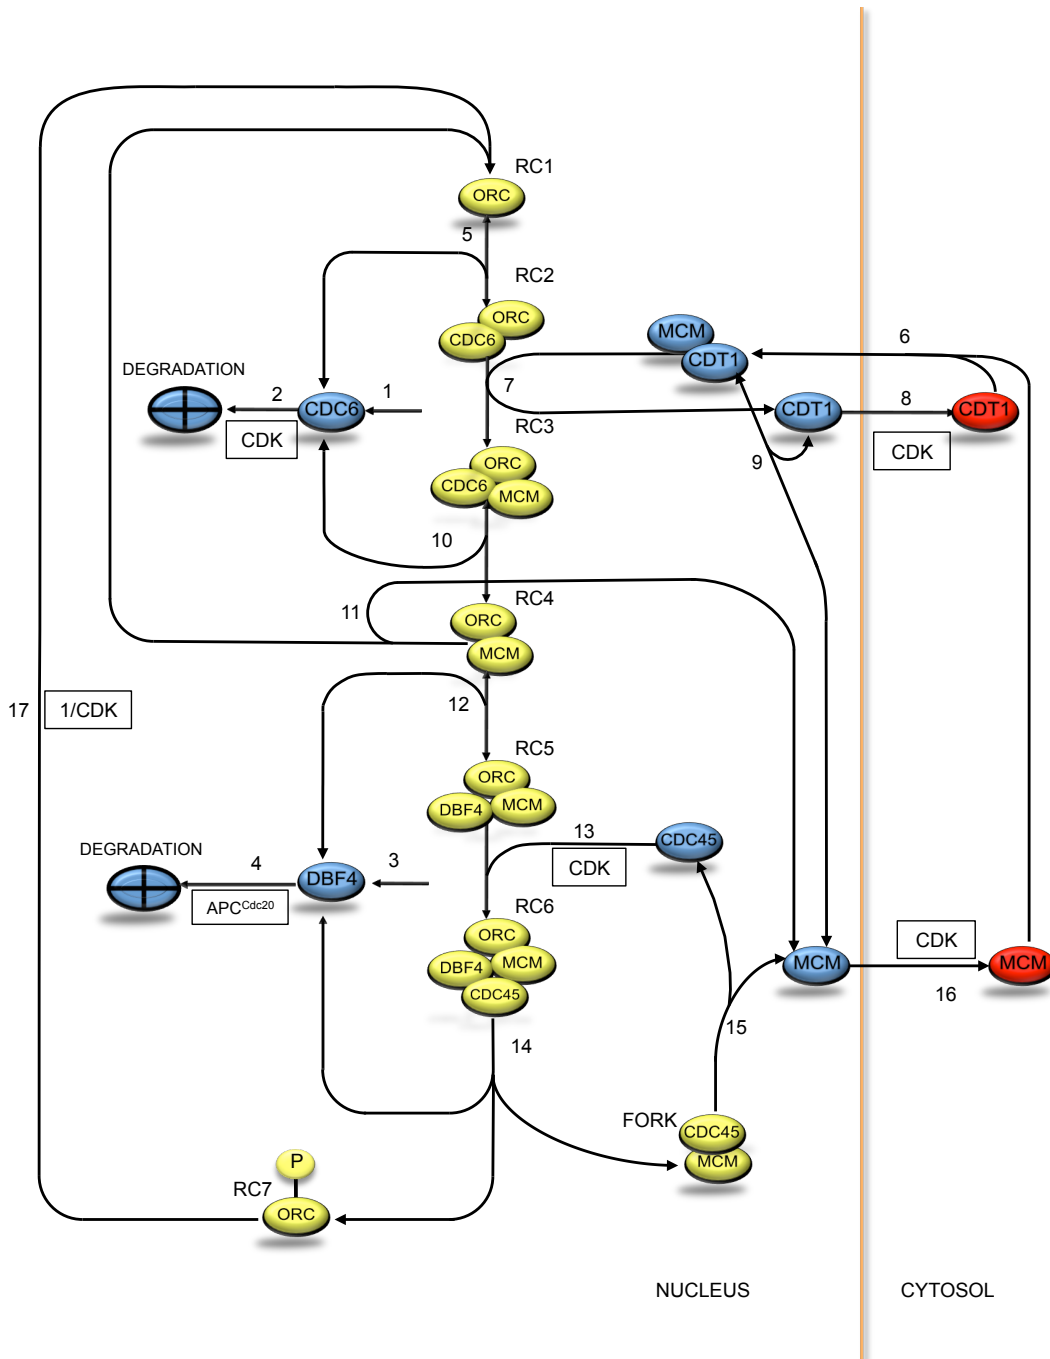 RC1
ORC
5
RC2
ORC
CDC6
MCM
CDT1
6
DEGRADATION
2
CDC6
1
CDK
7
CDT1
8
CDT1
CDK
RC3
ORC
CDC6
MCM
9
10
RC4
11
ORC
MCM
17
1/CDK
12
RC5
ORC
DBF4
MCM
13
CDC45
CDK
DEGRADATION
4
DBF4
3
APCCdc20
RC6
ORC
DBF4
MCM
CDC45
CDK
MCM
MCM
16
14
15
FORK
CDC45
MCM
P
RC7
ORC
NUCLEUS
CYTOSOL